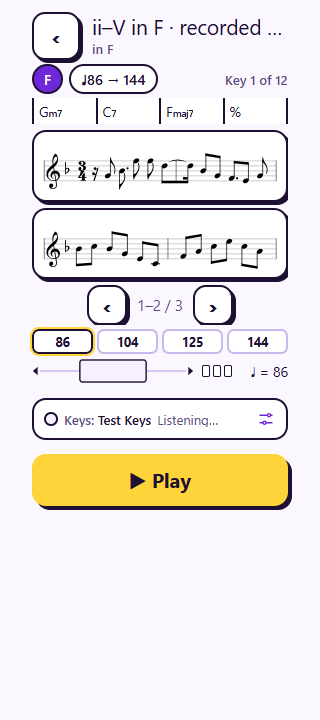 ii–V in F · recorded ...
in F
F
♩86 → 144
Key 1 of 12
Gm7 C7 Fmaj7 %
3
4
1–2 / 3
86 104 125 144
♩ = 86
Keys: Test Keys Listening...
▶ Play